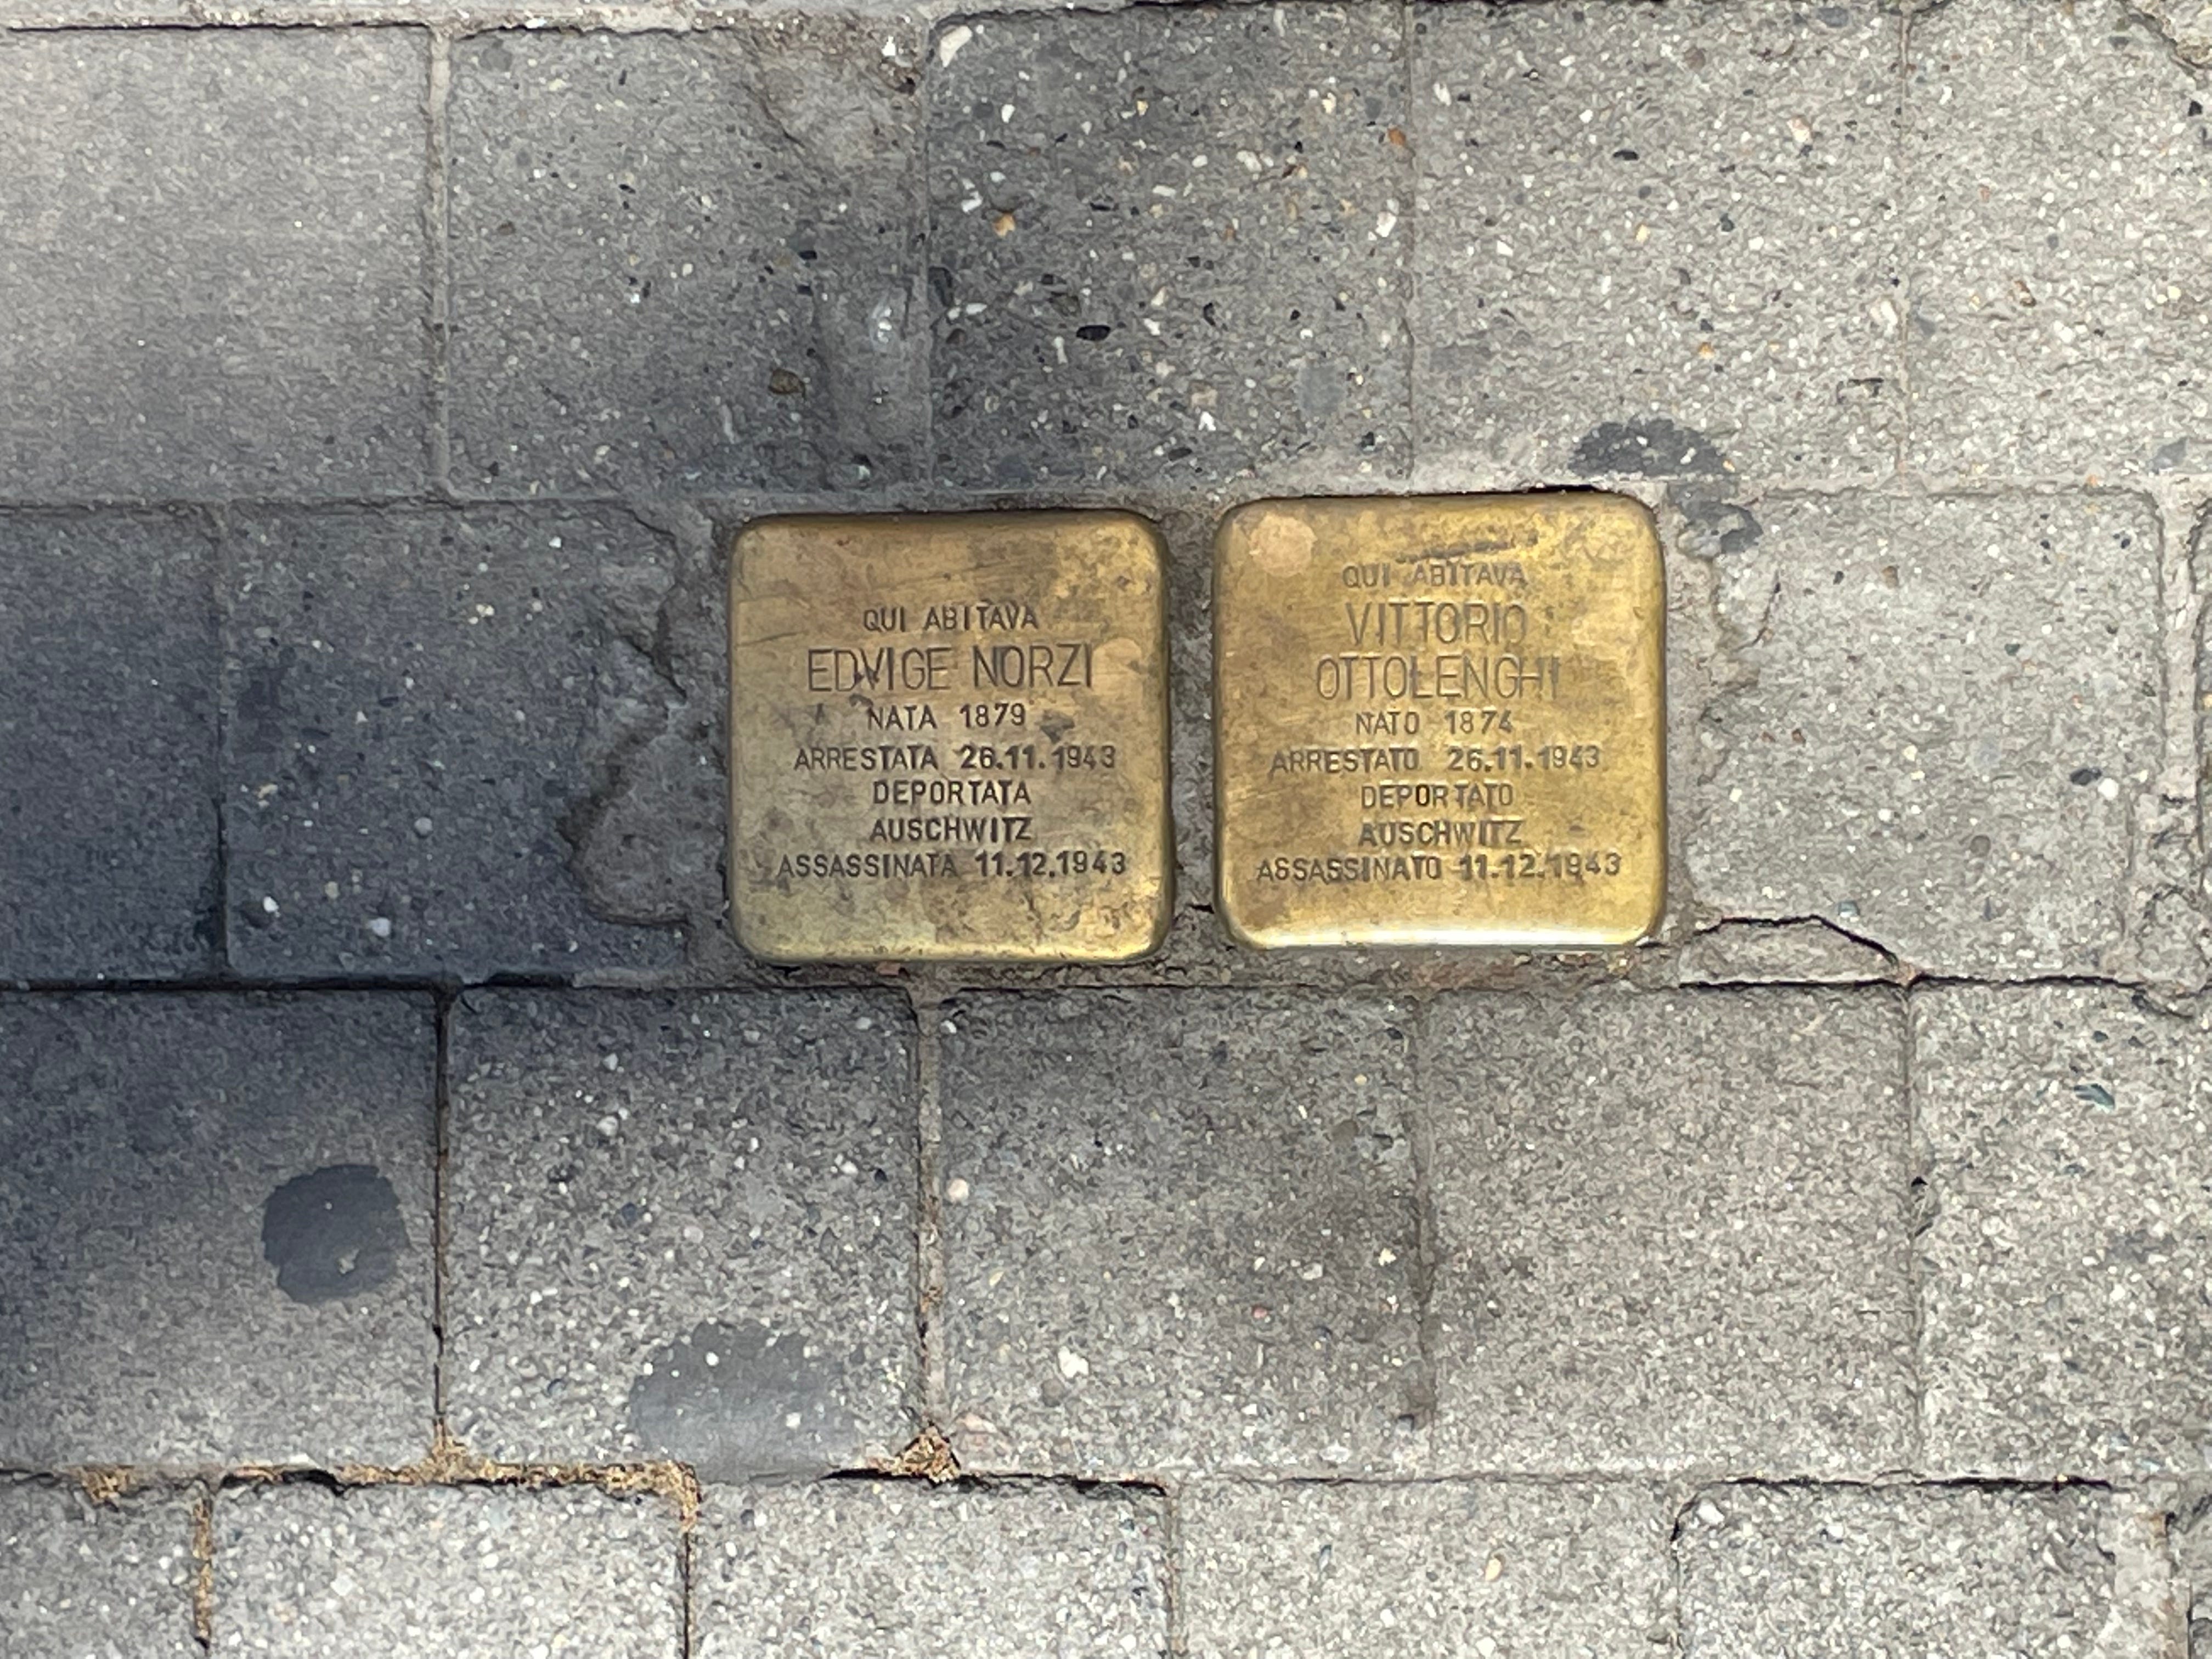 QUI ABITAVA
EDVIGE NORZI
NATA 1879
ARRESTATA 26.11.1943
DEPORTATA
AUSCHWITZ
ASSASSINATA 11.12.1943
QUI ABITAVA
VITTORIO
OTTOLENGHI
NATO 1874
ARRESTATO 26.11.1943
DEPORTATO
AUSCHWITZ
ASSASSINATO 11.12.1943